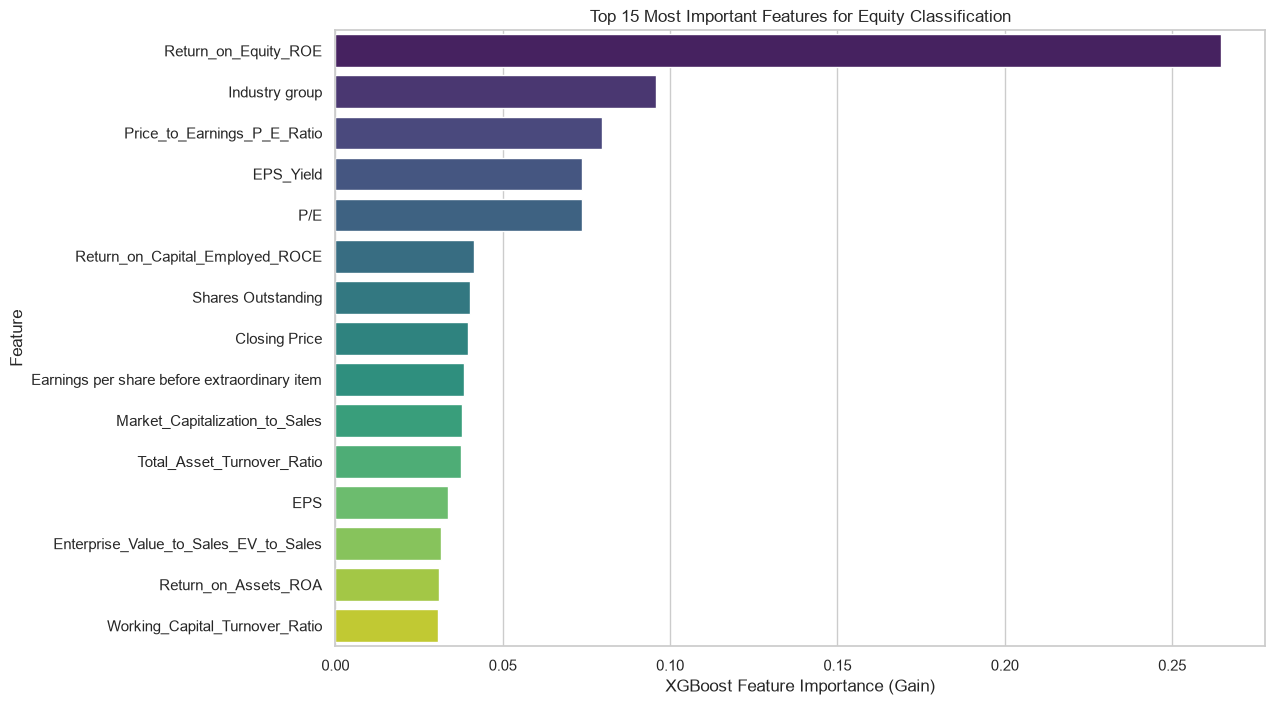 Top 15 Most Important Features for Equity Classification
Return_on_Equity_ROE
Industry group
Price_to_Earnings_P_E_Ratio
EPS_Yield
P/E
Return_on_Capital_Employed_ROCE
Shares Outstanding
Closing Price
Earnings per share before extraordinary item
Market_Capitalization_to_Sales
Total_Asset_Turnover_Ratio
EPS
Enterprise_Value_to_Sales_EV_to_Sales
Return_on_Assets_ROA
Working_Capital_Turnover_Ratio
Feature
0.00 0.05 0.10 0.15 0.20 0.25
XGBoost Feature Importance (Gain)